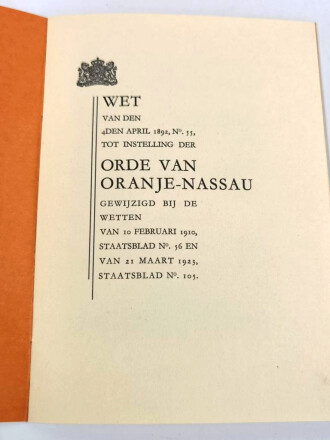 WET
VAN DEN
4DEN APRIL 1892, Nº. 55,
TOT INSTELLING DER
ORDE VAN
ORANJE-NASSAU
GEWIJZIGD BIJ DE
WETTEN
VAN 10 FEBRUARI 1910,
STAATSBLAD Nº. 56 EN
VAN 21 MAART 1923,
STAATSBLAD Nº. 105.